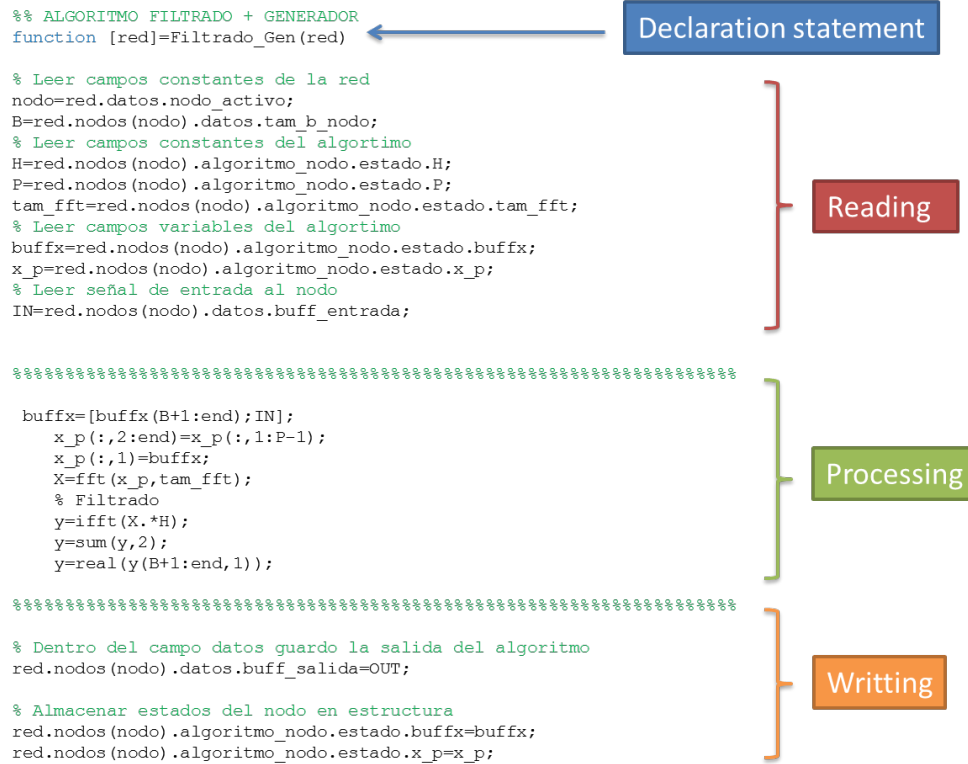 %% ALGORITMO FILTRADO + GENERADOR
function [red]=Filtrado_Gen(red)
Declaration statement
% Leer campos constantes de la red
nodo=red.datos.nodo_activo;
B=red.nodos(nodo).datos.tam_b_nodo;
% Leer campos constantes del algortimo
H=red.nodos(nodo).algoritmo_nodo.estado.H;
P=red.nodos(nodo).algoritmo_nodo.estado.P;
tam_fft=red.nodos(nodo).algoritmo_nodo.estado.tam_fft;
% Leer campos variables del algortimo
buffx=red.nodos(nodo).algoritmo_nodo.estado.buffx;
x_p=red.nodos(nodo).algoritmo_nodo.estado.x_p;
% Leer señal de entrada al nodo
IN=red.nodos(nodo).datos.buff_entrada;
Reading
%%%%%%%%%%%%%%%%%%%%%%%%%%%%%%%%%%%%%%%%%%%%%%%%%%%%%%%
buffx=[buffx(B+1:end);IN];
x_p(:,2:end)=x_p(:,1:P-1);
x_p(:,1)=buffx;
X=fft(x_p,tam_fft);
% Filtrado
y=ifft(X.*H);
y=sum(y,2);
y=real(y(B+1:end,1));
Processing
%%%%%%%%%%%%%%%%%%%%%%%%%%%%%%%%%%%%%%%%%%%%%%%%%%%%%%%
% Dentro del campo datos guardo la salida del algoritmo
red.nodos(nodo).datos.buff_salida=OUT;
% Almacenar estados del nodo en estructura
red.nodos(nodo).algoritmo_nodo.estado.buffx=buffx;
red.nodos(nodo).algoritmo_nodo.estado.x_p=x_p;
Writting